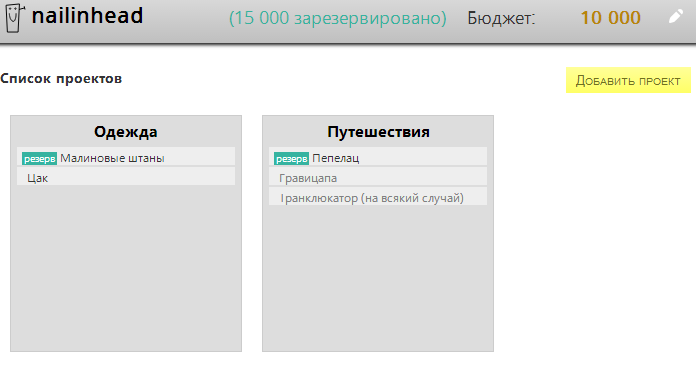 nailinhead (15 000 зарезервировано) Бюджет: 10 000
Список проектов Добавить проект
Одежда
резерв Малиновые штаны
Цак
Путешествия
резерв Пепелац
Гравицапа
Транклюкатор (на всякий случай)